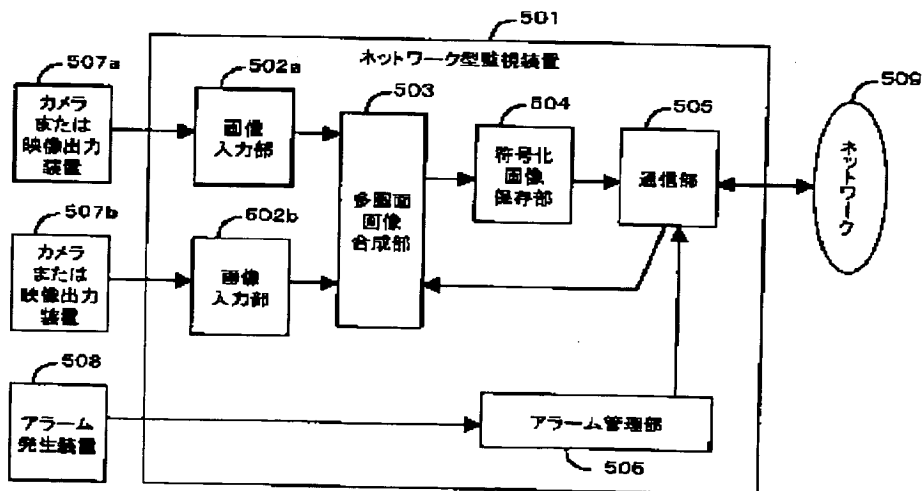 501
ネットワーク型監視装置
507a
カメラ
または
映像出力
装置
502a
画像
入力部
503
多画面
画像
合成部
504
符号化
画像
保存部
505
通信部
509
ネットワーク
507b
カメラ
または
映像出力
装置
502b
画像
入力部
508
アラーム
発生装置
アラーム管理部
506